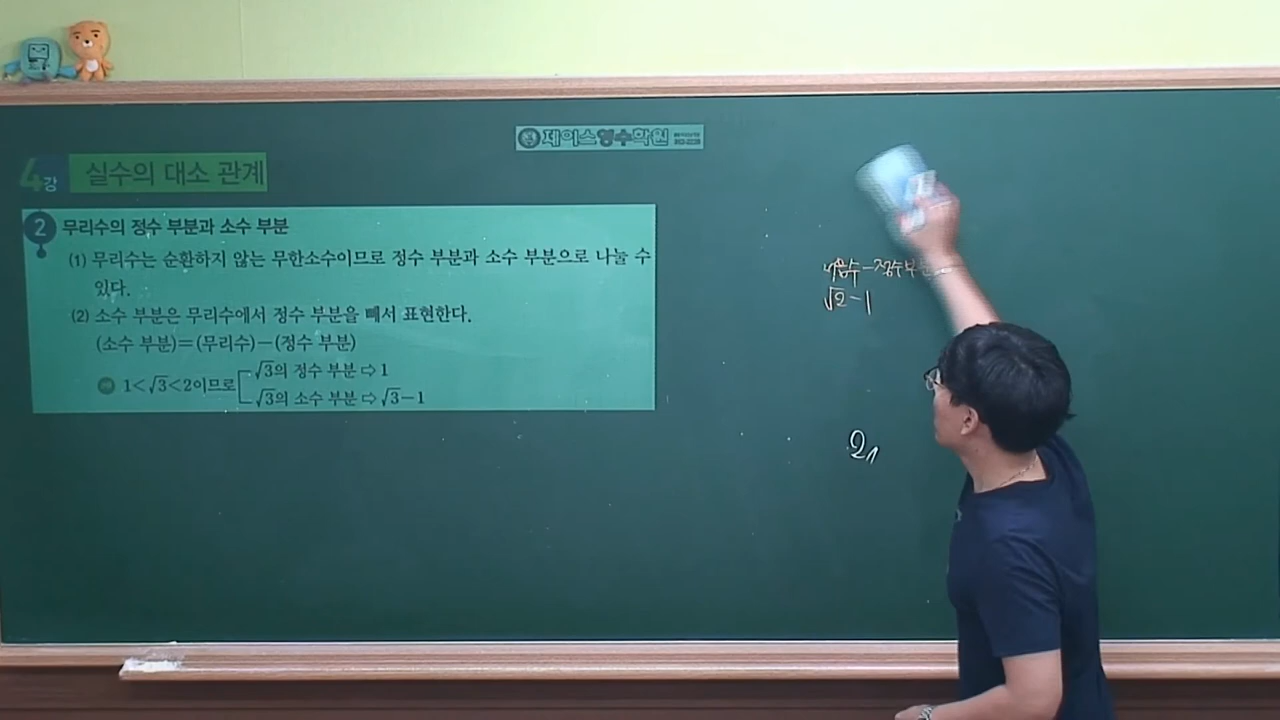 제이스영수학원
4강 실수의 대소 관계
2 무리수의 정수 부분과 소수 부분
(1) 무리수는 순환하지 않는 무한소수이므로 정수 부분과 소수 부분으로 나눌 수
있다.
(2) 소수 부분은 무리수에서 정수 부분을 빼서 표현한다.
(소수 부분)=(무리수)-(정수 부분)
1<√3<2이므로
√3의 정수 부분 ⇨ 1
√3의 소수 부분 ⇨ √3-1
-정수부
√2-1
2,